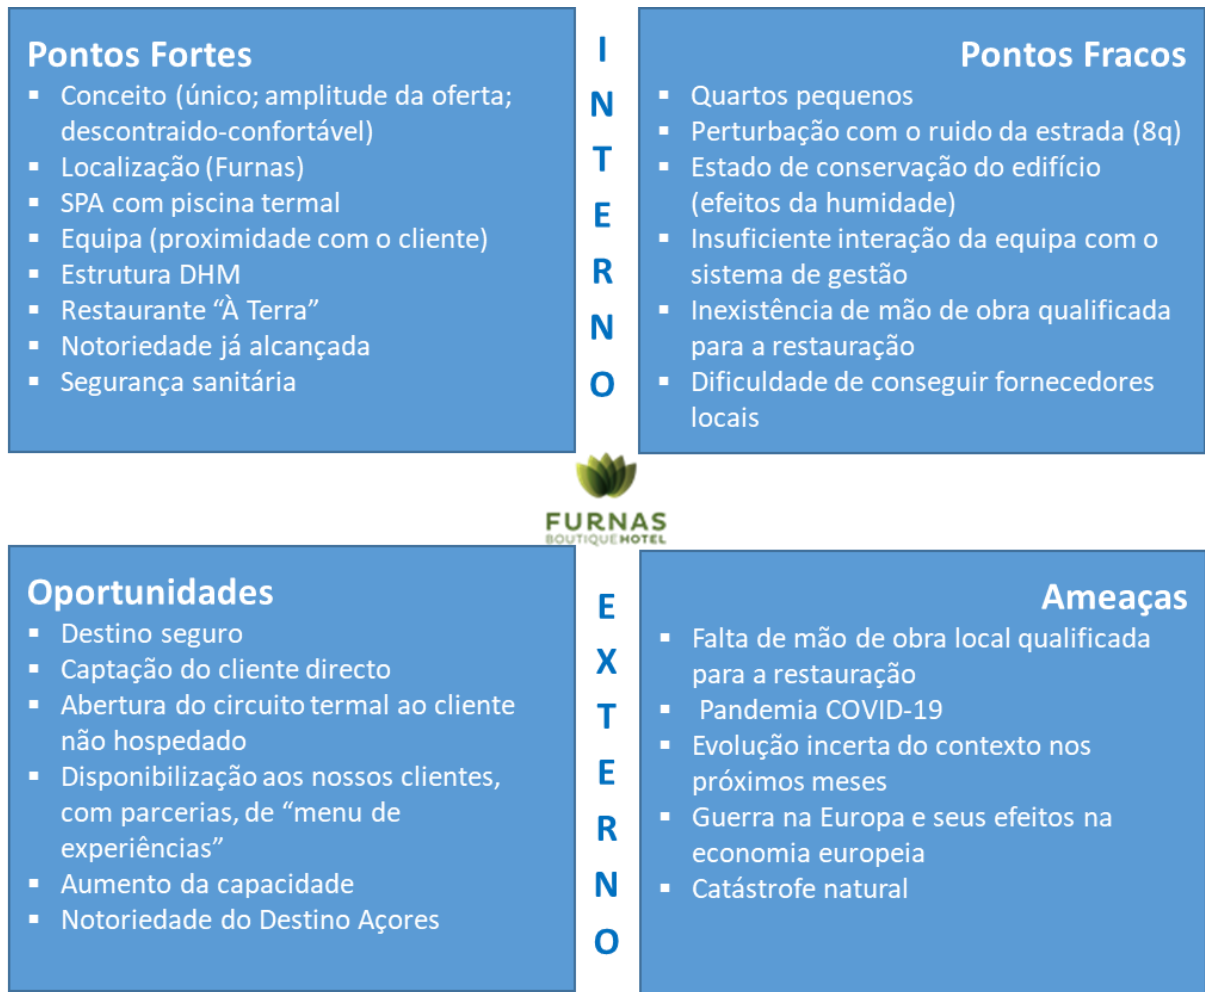 Pontos Fortes
▪ Conceito (único; amplitude da oferta;
descontraido-confortável)
▪ Localização (Furnas)
▪ SPA com piscina termal
▪ Equipa (proximidade com o cliente)
▪ Estrutura DHM
▪ Restaurante “À Terra”
▪ Notoriedade já alcançada
▪ Segurança sanitária
INTERNO
Pontos Fracos
▪ Quartos pequenos
▪ Perturbação com o ruido da estrada (8q)
▪ Estado de conservação do edifício
(efeitos da humidade)
▪ Insuficiente interação da equipa com o
sistema de gestão
▪ Inexistência de mão de obra qualificada
para a restauração
▪ Dificuldade de conseguir fornecedores
locais
FURNAS
BOUTIQUE HOTEL
Oportunidades
▪ Destino seguro
▪ Captação do cliente directo
▪ Abertura do circuito termal ao cliente
não hospedado
▪ Disponibilização aos nossos clientes,
com parcerias, de “menu de
experiências”
▪ Aumento da capacidade
▪ Notoriedade do Destino Açores
EXTERNO
Ameaças
▪ Falta de mão de obra local qualificada
para a restauração
▪ Pandemia COVID-19
▪ Evolução incerta do contexto nos
próximos meses
▪ Guerra na Europa e seus efeitos na
economia europeia
▪ Catástrofe natural